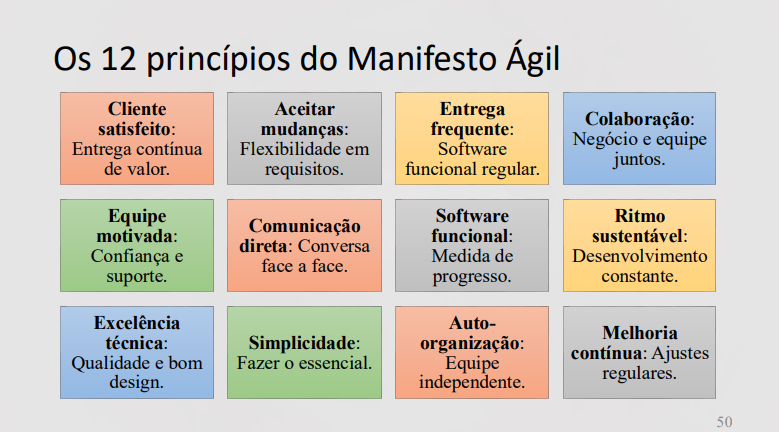 Os 12 princípios do Manifesto Ágil
Cliente
satisfeito:
Entrega contínua
de valor.
Aceitar
mudanças:
Flexibilidade em
requisitos.
Entrega
frequente:
Software
funcional regular.
Colaboração:
Negócio e equipe
juntos.
Equipe
motivada:
Confiança e
suporte.
Comunicação
direta: Conversa
face a face.
Software
funcional:
Medida de
progresso.
Ritmo
sustentável:
Desenvolvimento
constante.
Excelência
técnica:
Qualidade e bom
design.
Simplicidade:
Fazer o essencial.
Auto-
organização:
Equipe
independente.
Melhoria
contínua: Ajustes
regulares.
50